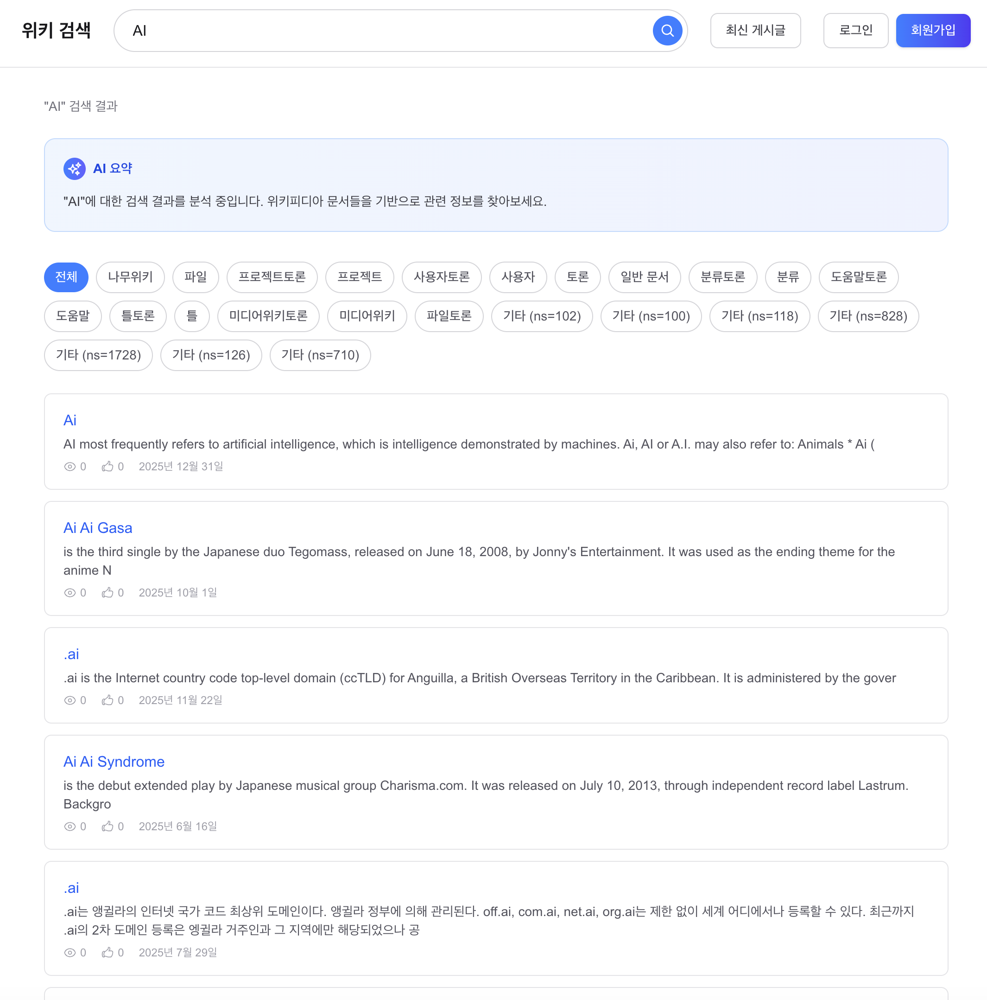 위키 검색
AI
최신 게시글
로그인
회원가입
"AI" 검색 결과
AI 요약
"AI"에 대한 검색 결과를 분석 중입니다. 위키피디아 문서들을 기반으로 관련 정보를 찾아보세요.
전체 나무위키 파일 프로젝트토론 프로젝트 사용자토론 사용자 토론 일반 문서 분류토론 분류 도움말토론
도움말 틀토론 틀 미디어위키토론 미디어위키 파일토론 기타 (ns=102) 기타 (ns=100) 기타 (ns=118) 기타 (ns=828)
기타 (ns=1728) 기타 (ns=126) 기타 (ns=710)
Ai
AI most frequently refers to artificial intelligence, which is intelligence demonstrated by machines. Ai, AI or A.I. may also refer to: Animals * Ai (
0 0 2025년 12월 31일
Ai Ai Gasa
is the third single by the Japanese duo Tegomass, released on June 18, 2008, by Jonny's Entertainment. It was used as the ending theme for the
anime N
0 0 2025년 10월 1일
.ai
.ai is the Internet country code top-level domain (ccTLD) for Anguilla, a British Overseas Territory in the Caribbean. It is administered by the gover
0 0 2025년 11월 22일
Ai Ai Syndrome
is the debut extended play by Japanese musical group Charisma.com. It was released on July 10, 2013, through independent record label Lastrum.
Backgro
0 0 2025년 6월 16일
.ai
.ai는 앵귈라의 인터넷 국가 코드 최상위 도메인이다. 앵귈라 정부에 의해 관리된다. off.ai, com.ai, net.ai, org.ai는 제한 없이 세계 어디에서나 등록할 수 있다. 최근까지
.ai의 2차 도메인 등록은 엥귈라 거주인과 그 지역에만 해당되었으나 공
0 0 2025년 7월 29일